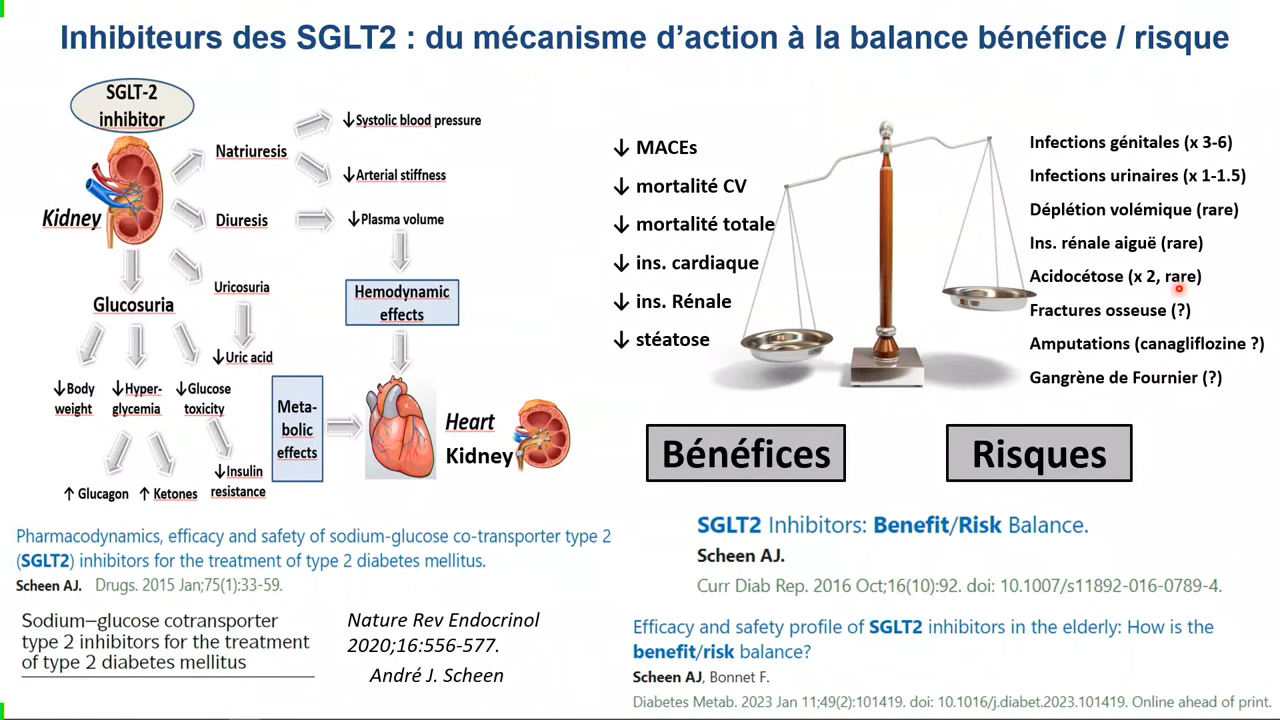 Inhibiteurs des SGLT2 : du mécanisme d’action à la balance bénéfice / risque
SGLT-2
inhibitor
Kidney
Natriuresis
Diuresis
↓Systolic blood pressure
↓Arterial stiffness
↓Plasma volume
Hemodynamic
effects
Glucosuria
Uricosuria
↓Uric acid
↓Body
weight
↓Hyper-
glycemia
↓Glucose
toxicity
↑ Glucagon
↑ Ketones
↓Insulin
resistance
Meta-
bolic
effects
Heart
Kidney
↓ MACEs
↓ mortalité CV
↓ mortalité totale
↓ ins. cardiaque
↓ ins. Rénale
↓ stéatose
Infections génitales (x 3-6)
Infections urinaires (x 1-1.5)
Déplétion volémique (rare)
Ins. rénale aiguë (rare)
Acidocétose (x 2, rare)
Fractures osseuse (?)
Amputations (canagliflozine ?)
Gangrène de Fournier (?)
Bénéfices
Risques
Pharmacodynamics, efficacy and safety of sodium-glucose co-transporter type 2
(SGLT2) inhibitors for the treatment of type 2 diabetes mellitus.
Scheen AJ. Drugs. 2015 Jan;75(1):33-59.
Sodium–glucose cotransporter
type 2 inhibitors for the treatment
of type 2 diabetes mellitus
Nature Rev Endocrinol
2020;16:556-577.
André J. Scheen
SGLT2 Inhibitors: Benefit/Risk Balance.
Scheen AJ.
Curr Diab Rep. 2016 Oct;16(10):92. doi: 10.1007/s11892-016-0789-4.
Efficacy and safety profile of SGLT2 inhibitors in the elderly: How is the
benefit/risk balance?
Scheen AJ, Bonnet F.
Diabetes Metab. 2023 Jan 11;49(2):101419. doi: 10.1016/j.diabet.2023.101419. Online ahead of print.